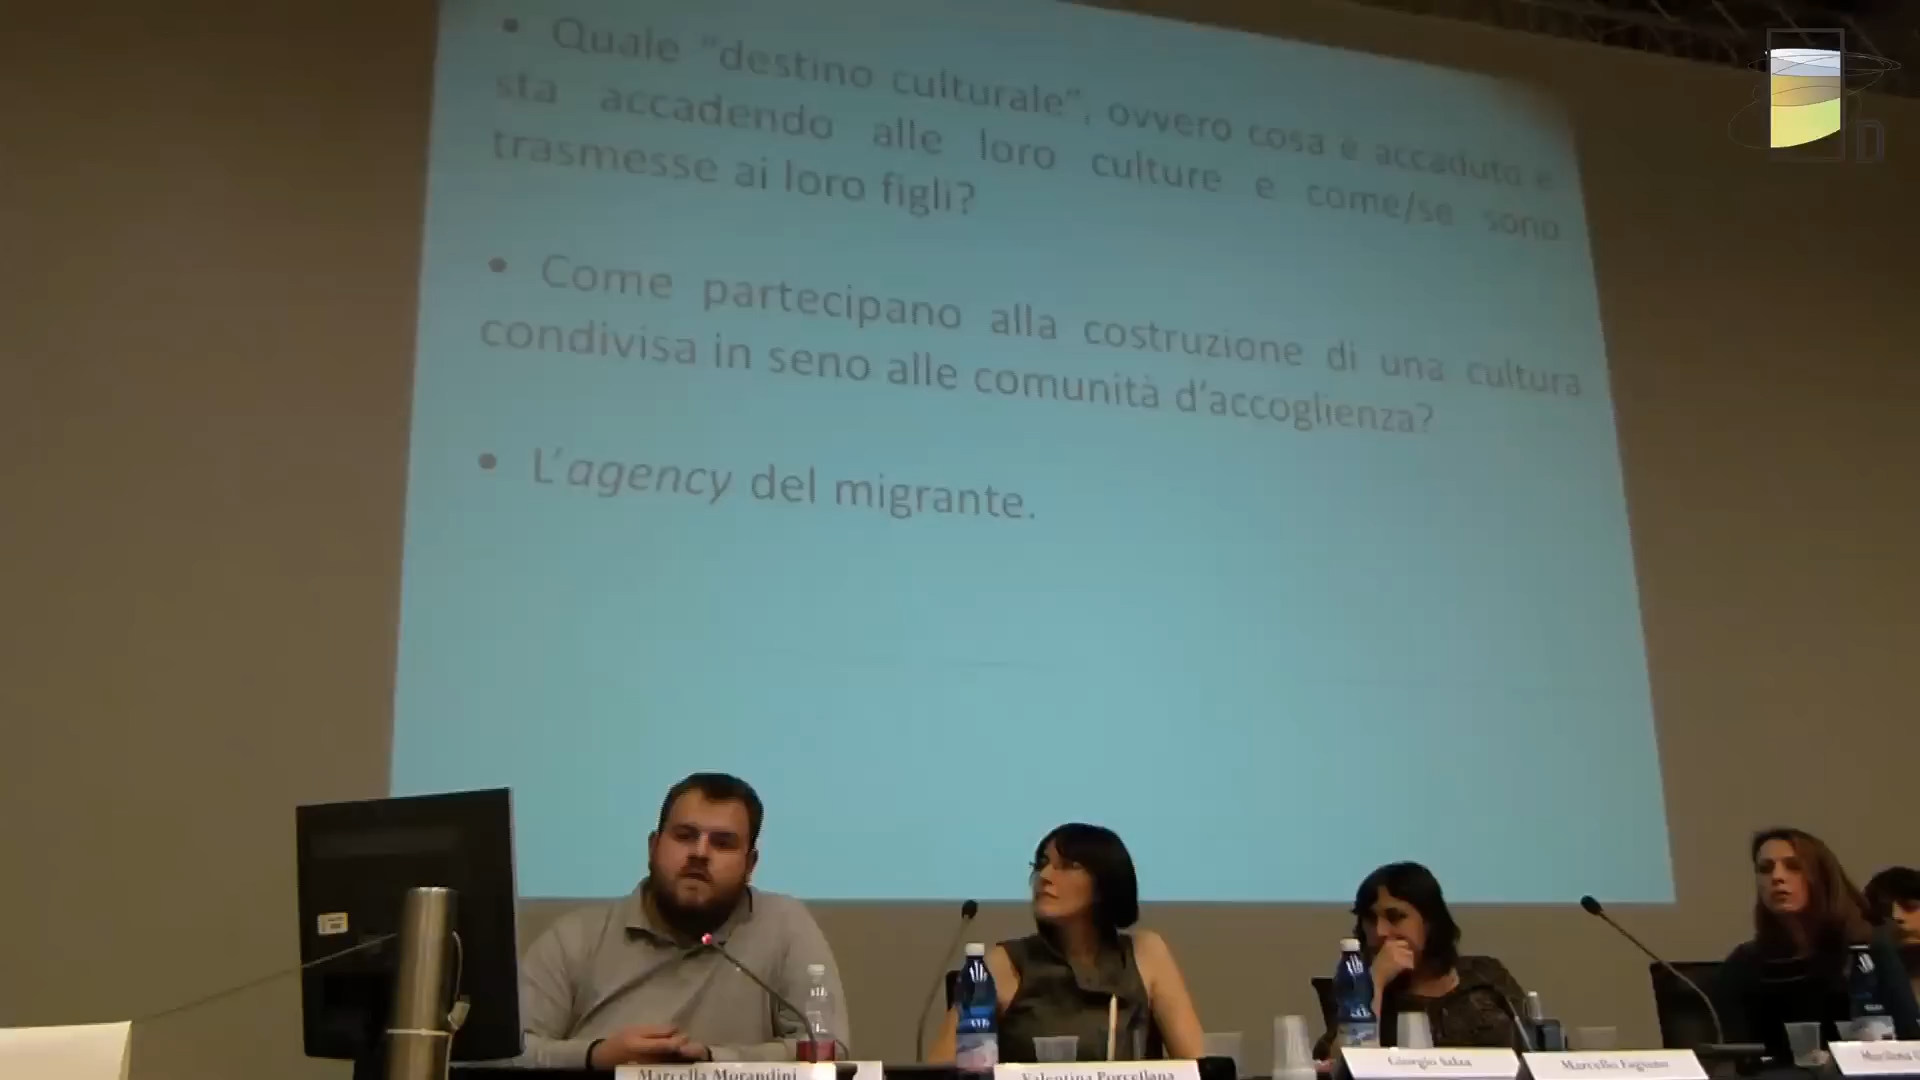 • Quale "destino culturale", ovvero cosa è accaduto e
sta accadendo alle loro culture e come/se sono
trasmesse ai loro figli?
• Come partecipano alla costruzione di una cultura
condivisa in seno alle comunità d'accoglienza?
• L'agency del migrante.
Marcella Morandini
Valentina Porcellana
Giorgio Salza
Marcello
D